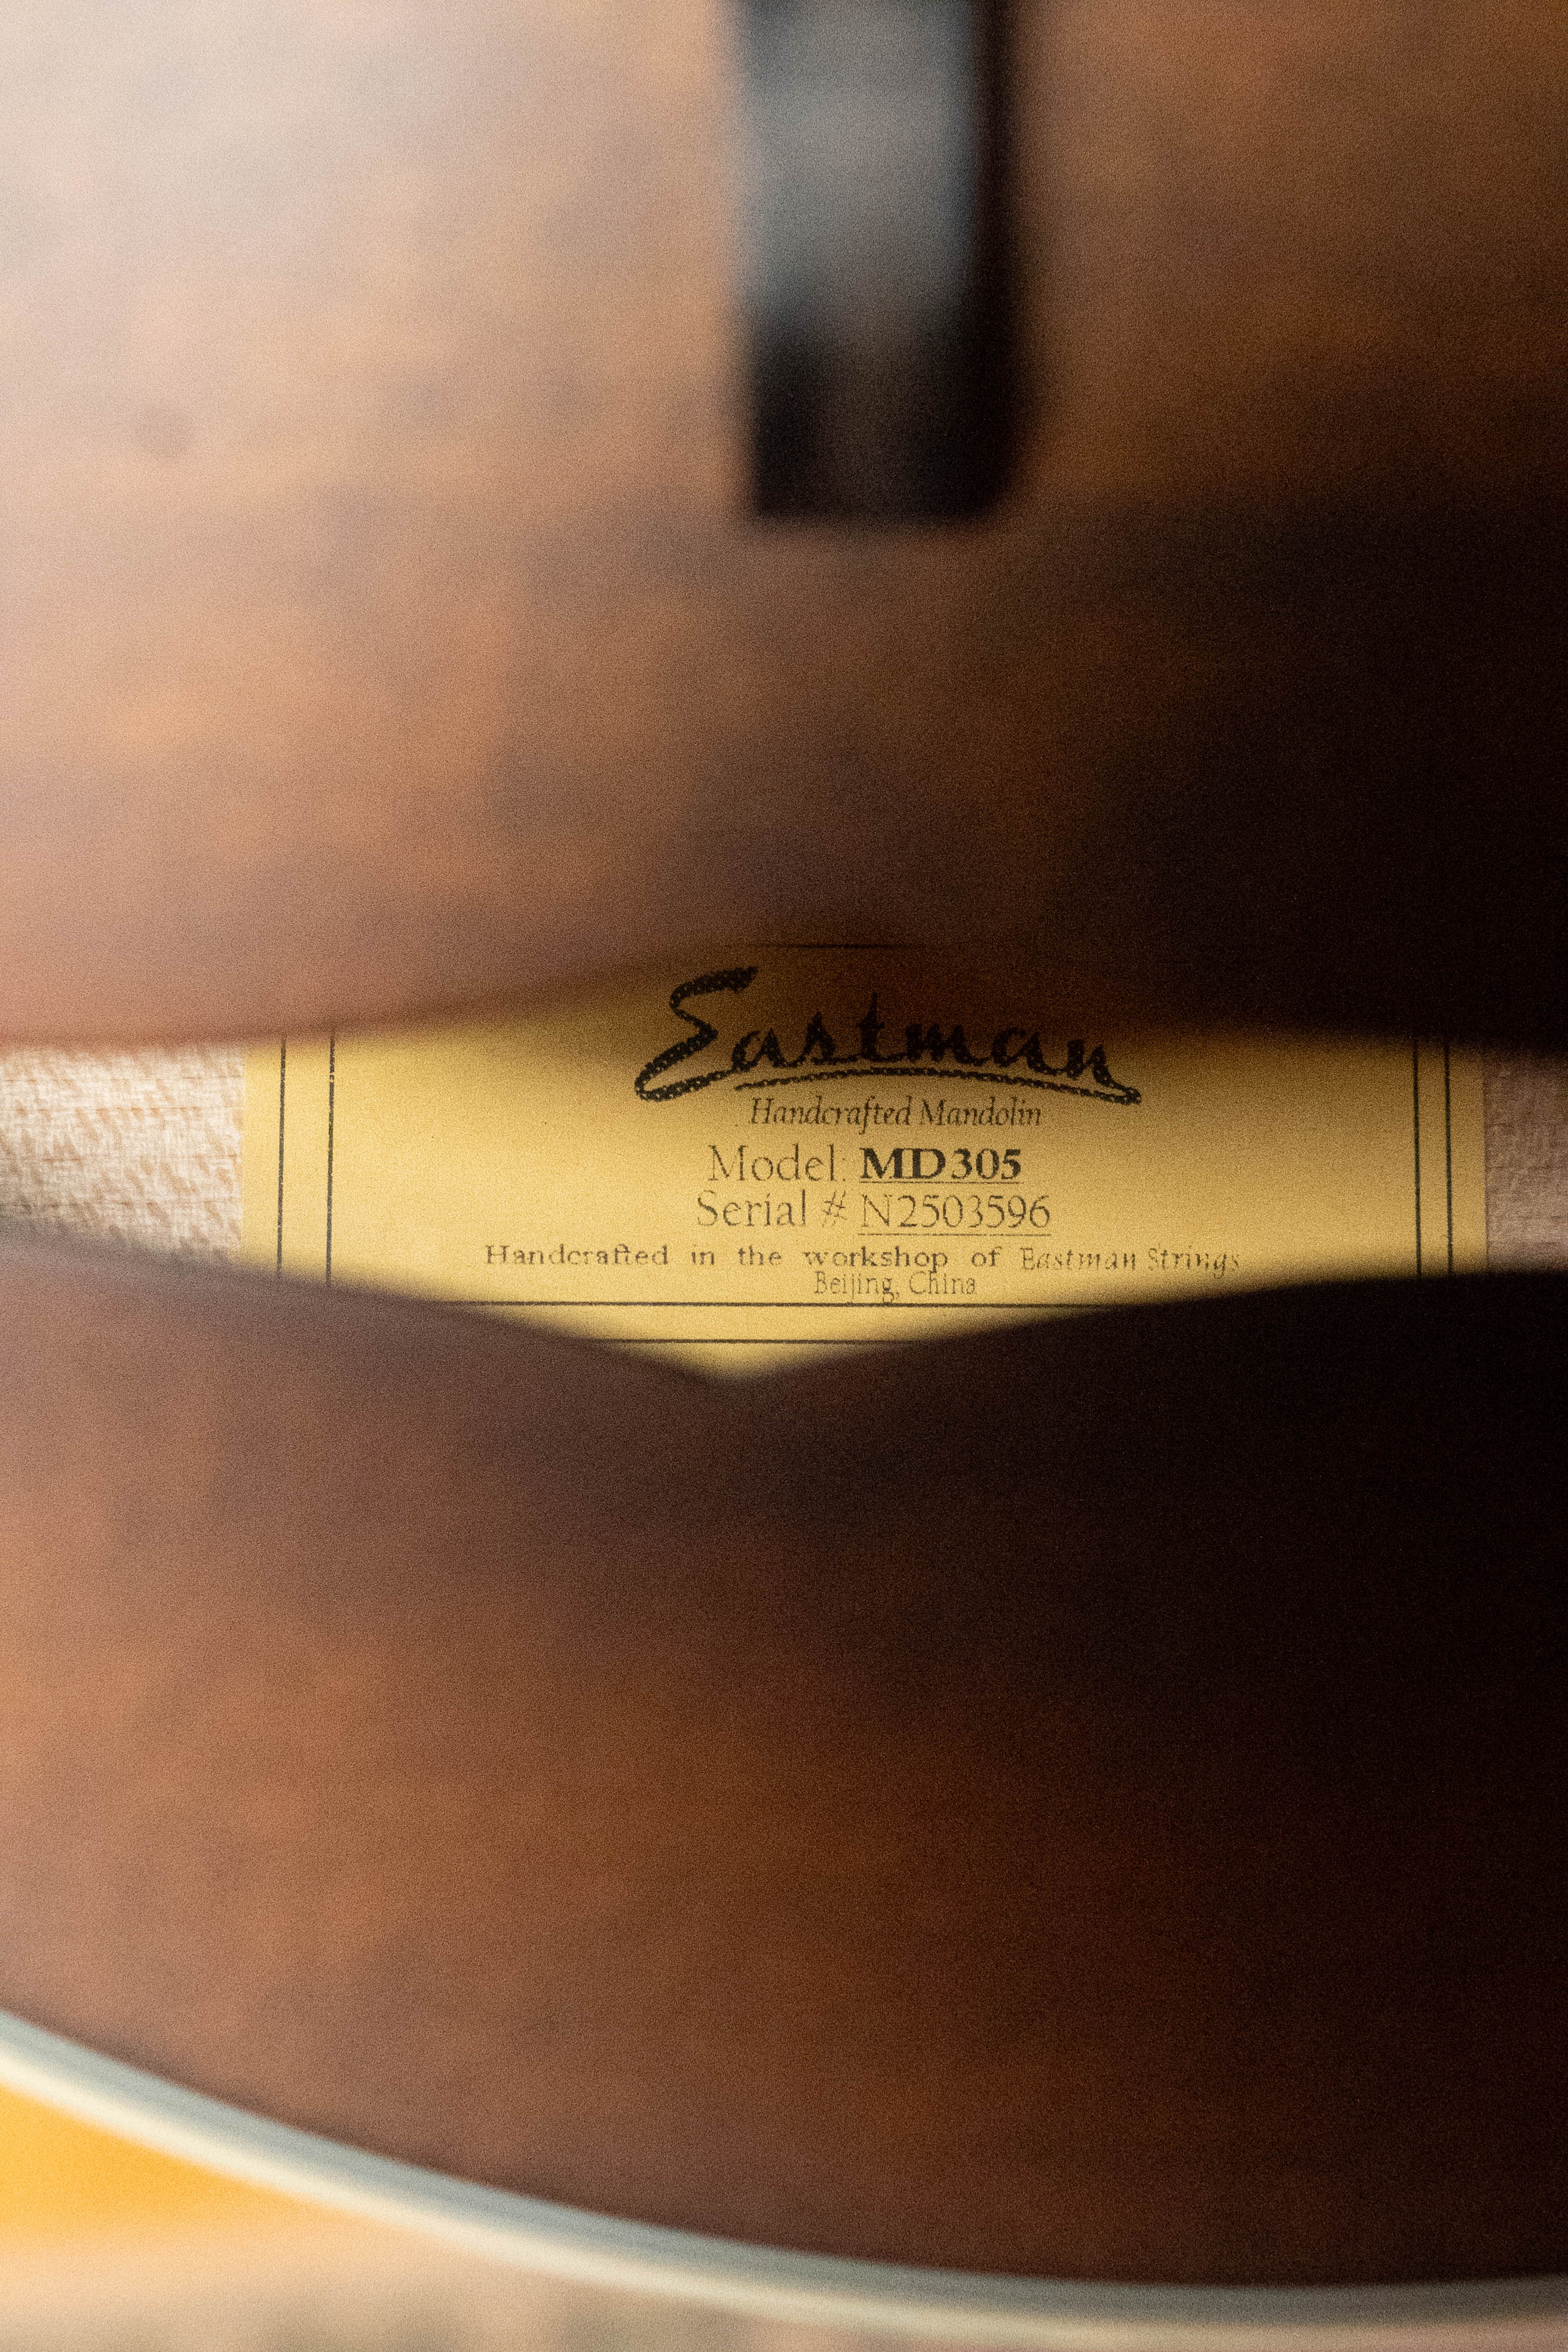 Eastman
Handcrafted Mandolin
Model: MD305
Serial # N2503596
Handcrafted in the workshop of Eastman Strings
Beijing, China